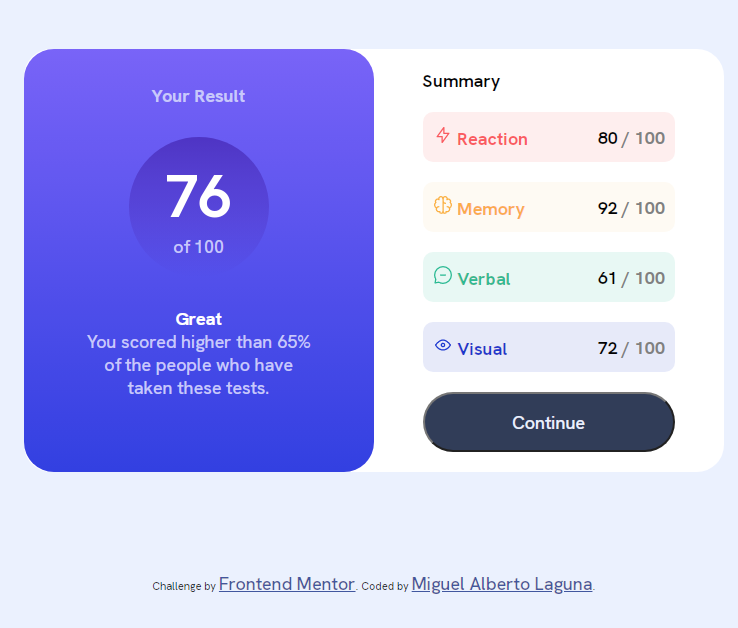 Your Result
76
of 100
Great
You scored higher than 65%
of the people who have
taken these tests.
Summary
Reaction 80 / 100
Memory 92 / 100
Verbal 61 / 100
Visual 72 / 100
Continue
Challenge by Frontend Mentor. Coded by Miguel Alberto Laguna.